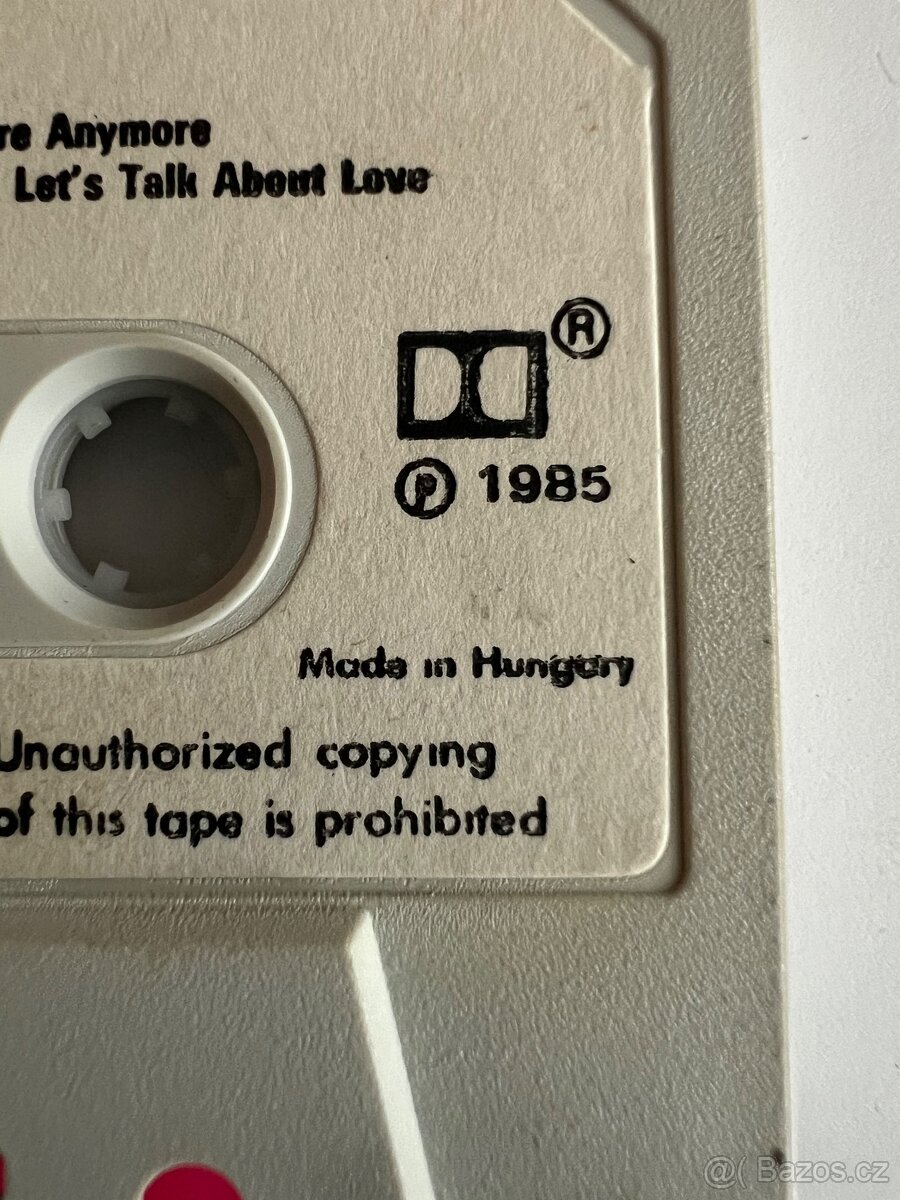 re Anymore
Let's Talk About Love
®
℗ 1985
Made in Hungary
Unauthorized copying
of this tape is prohibited
@( Bazos.cz